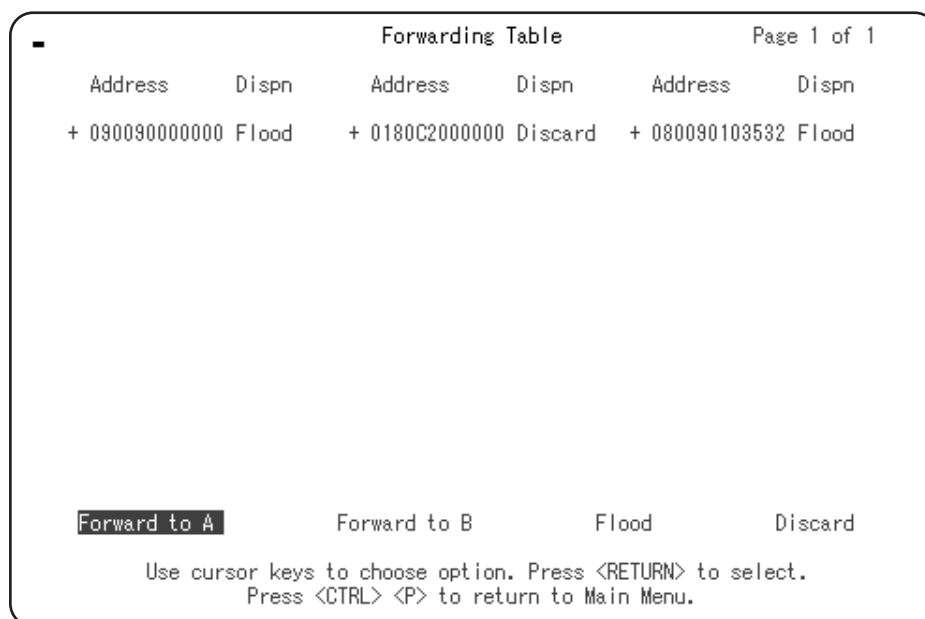 Forwarding Table Page 1 of 1
Address Dispn Address Dispn Address Dispn
+ 090090000000 Flood + 0180C2000000 Discard + 080090103532 Flood
Forward to A Forward to B Flood Discard
Use cursor keys to choose option. Press <RETURN> to select.
Press <CTRL> <P> to return to Main Menu.